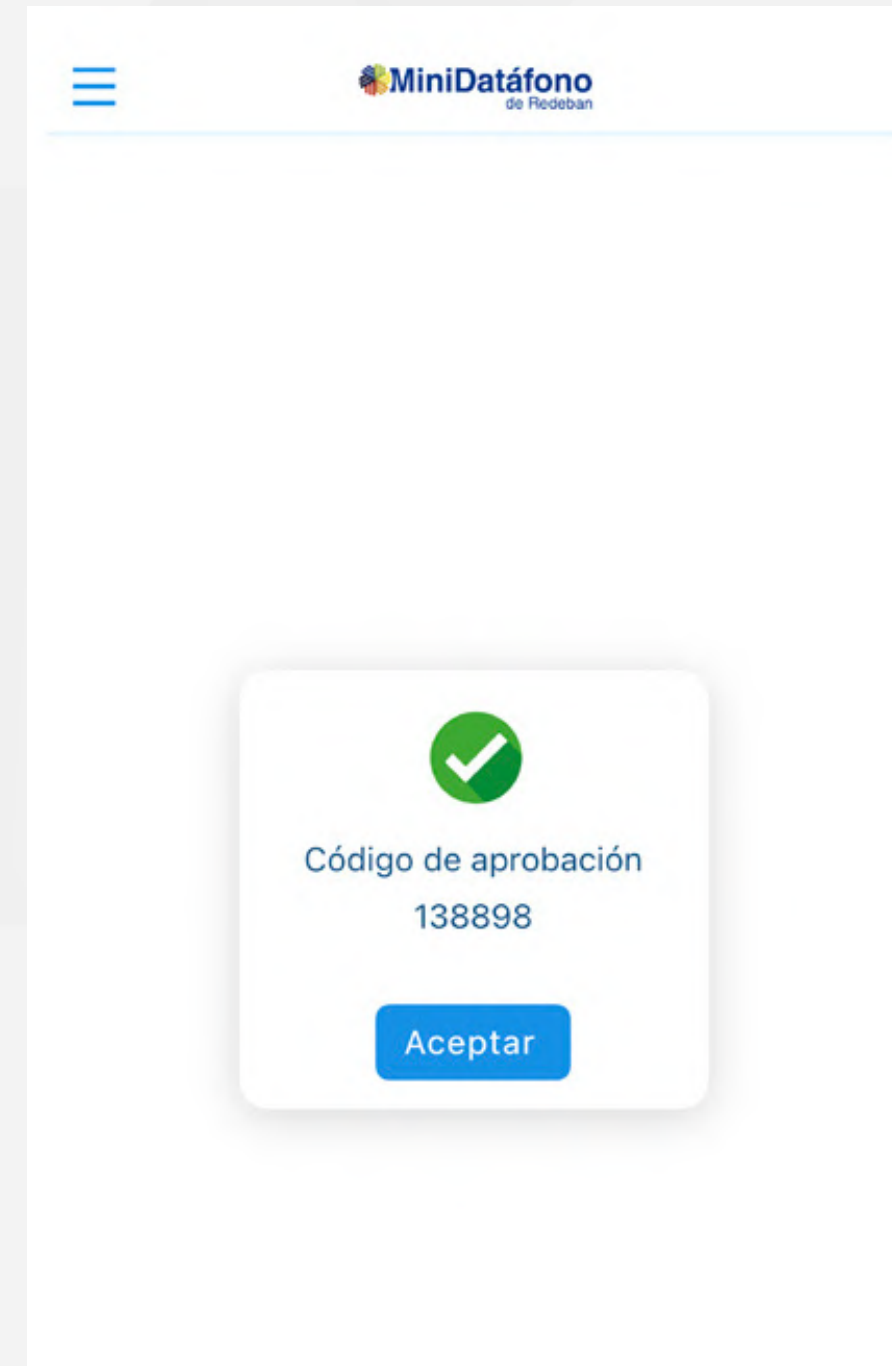 MiniDatáfono
de Redeban
Código de aprobación
138898
Aceptar